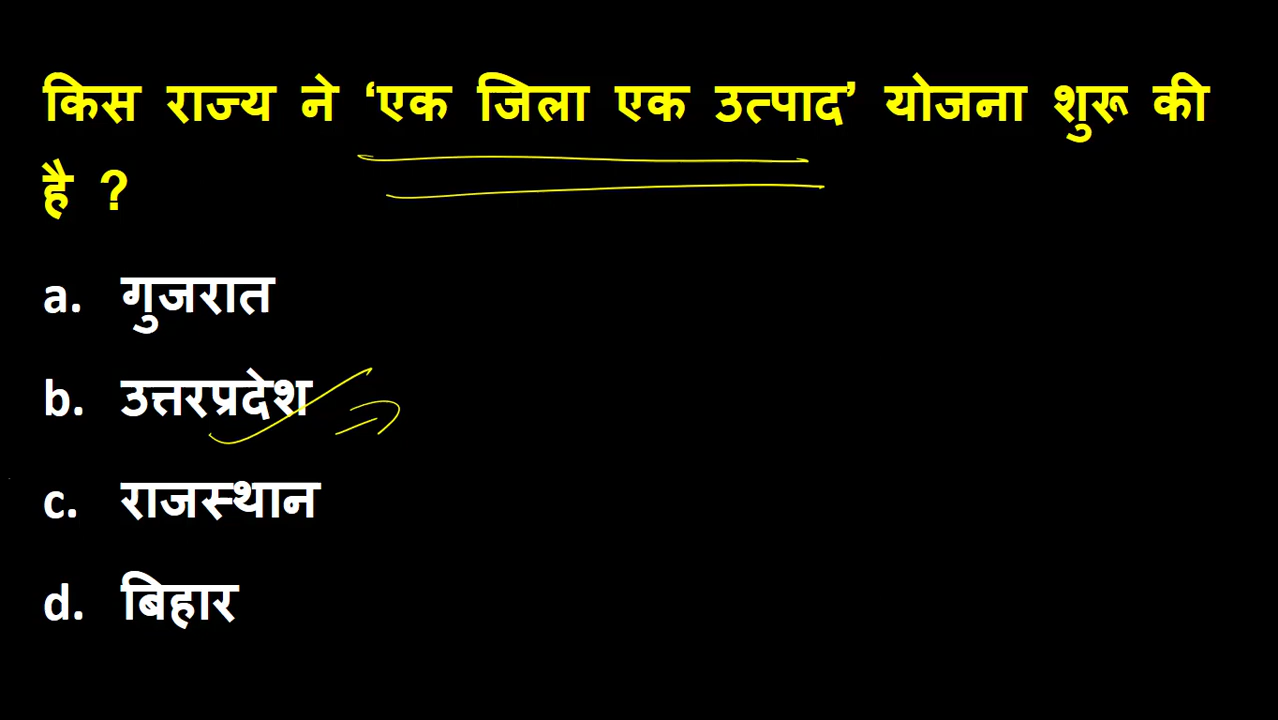 किस राज्य ने ‘एक जिला एक उत्पाद’ योजना शुरू की
है ?
a. गुजरात
b. उत्तरप्रदेश
c. राजस्थान
d. बिहार